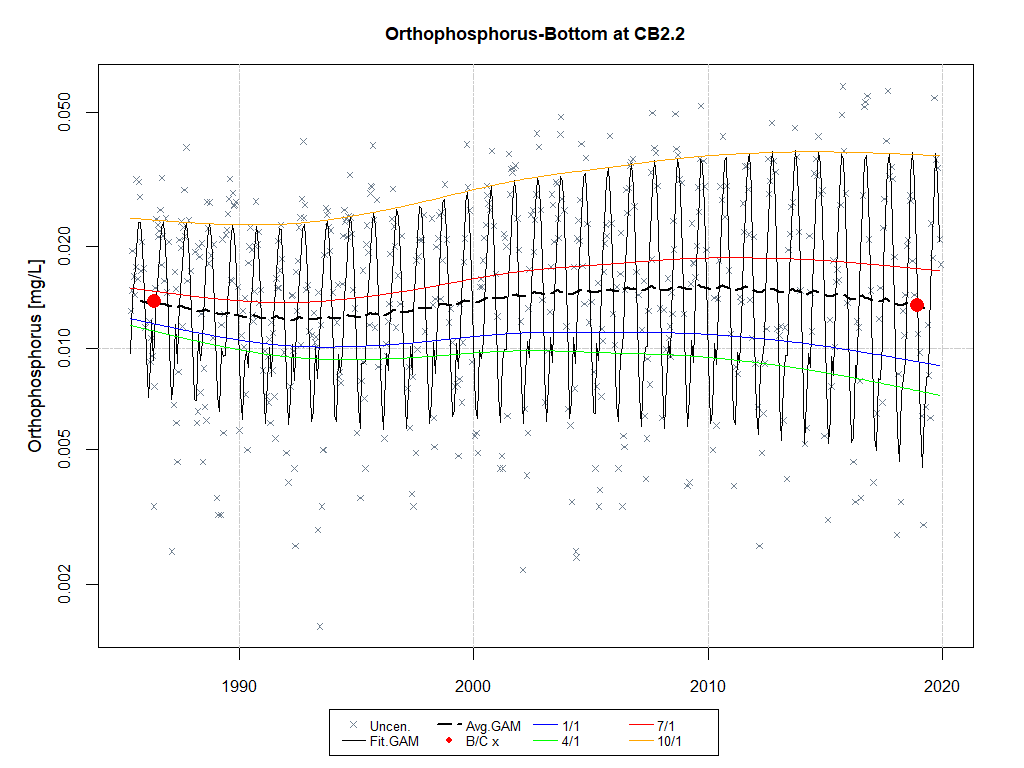 Orthophosphorus-Bottom at CB2.2
Orthophosphorus [mg/L]
0.050
0.020
0.010
0.005
0.002
1990 2000 2010 2020
Uncen. Avg.GAM 1/1 7/1
Fit.GAM B/C x 4/1 10/1